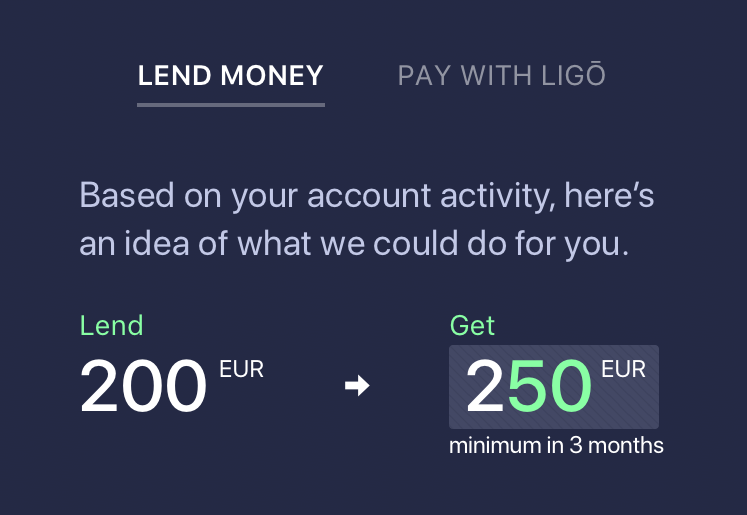 LEND MONEY PAY WITH LIGŌ
Based on your account activity, here’s
an idea of what we could do for you.
Lend Get
200 EUR 250 EUR
minimum in 3 months